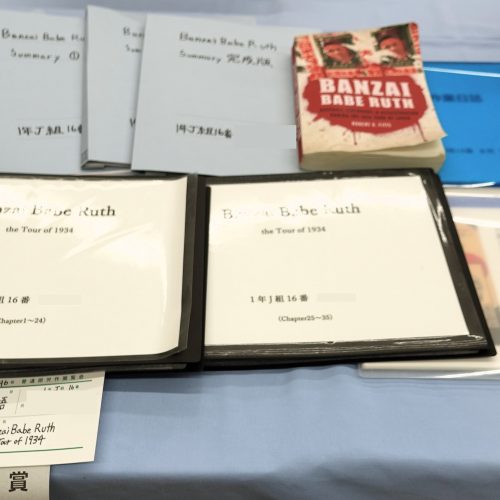 Banzai Babe Ruth
Summary ①
1年J組16番
Banzai Babe Ruth
Summary 完成版
1年J組16番
BANZAI
BABE RUTH
Banzai Babe Ruth
the Tour of 1934
組16番
(Chapter1～24)
Banzai Babe Ruth
the Tour of 1934
1年J組16番
(Chapter25～35)
Banzai Babe Ruth
Tour of 1934
賞